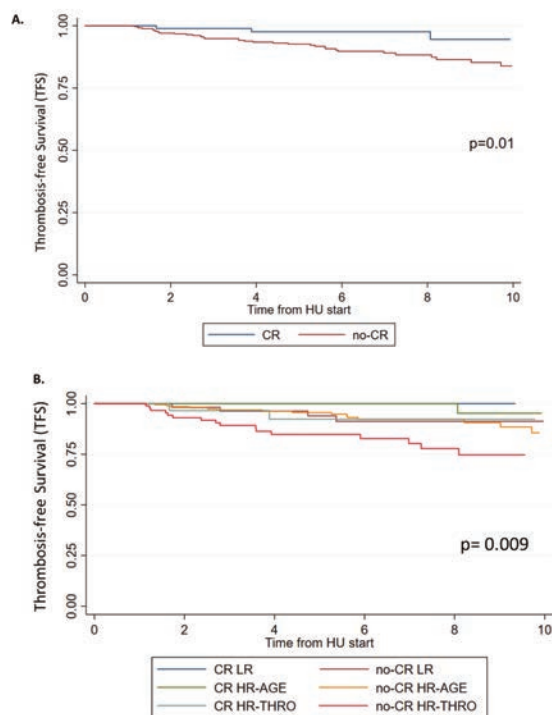 A.
Thrombosis-free Survival (TFS)
1.00
0.75
0.50
0.25
0.00
p=0.01
0 2 4 6 8 10
Time from HU start
CR no-CR
B.
Thrombosis-free Survival (TFS)
1.00
0.75
0.50
0.25
0.00
p= 0.009
0 2 4 6 8 10
Time from HU start
CR LR no-CR LR
CR HR-AGE no-CR HR-AGE
CR HR-THRO no-CR HR-THRO